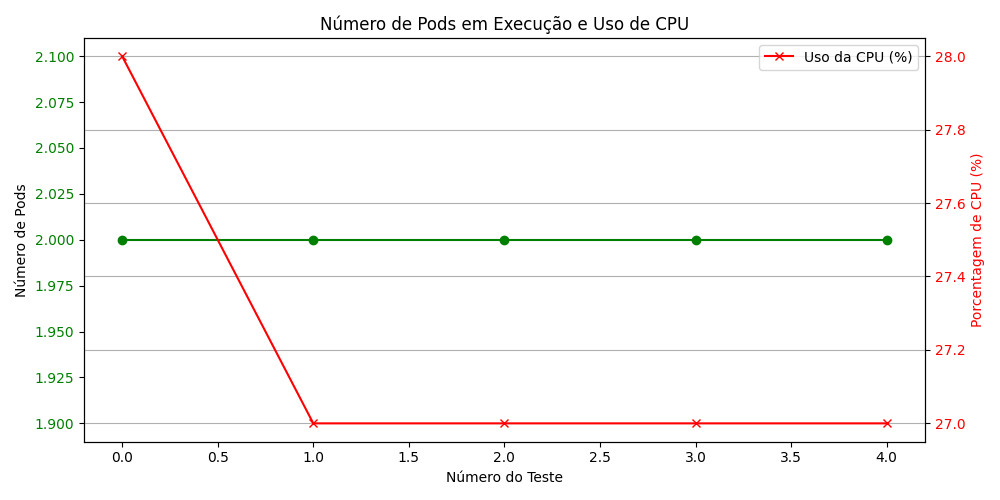 Número de Pods em Execução e Uso de CPU
Uso da CPU (%)
Número de Pods
2.100
2.075
2.050
2.025
2.000
1.975
1.950
1.925
1.900
28.0
27.8
27.6
27.4
27.2
27.0
Porcentagem de CPU (%)
0.0 0.5 1.0 1.5 2.0 2.5 3.0 3.5 4.0
Número do Teste